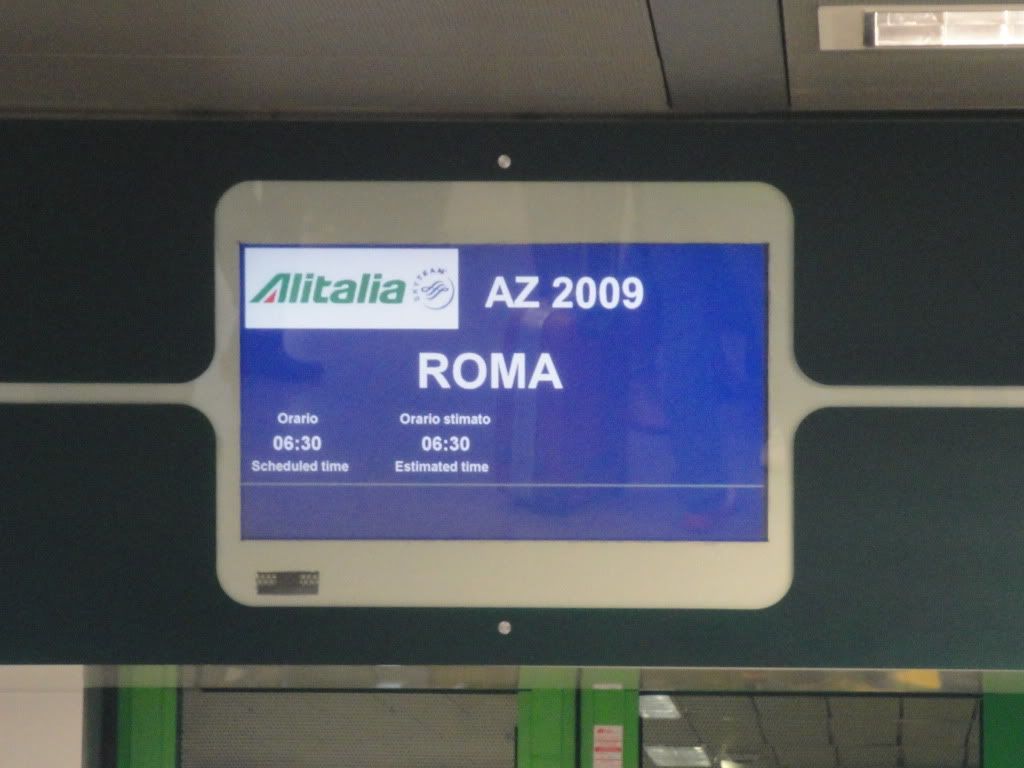 Alitalia SKYTEAM AZ 2009
ROMA
Orario Orario stimato
06:30 06:30
Scheduled time Estimated time